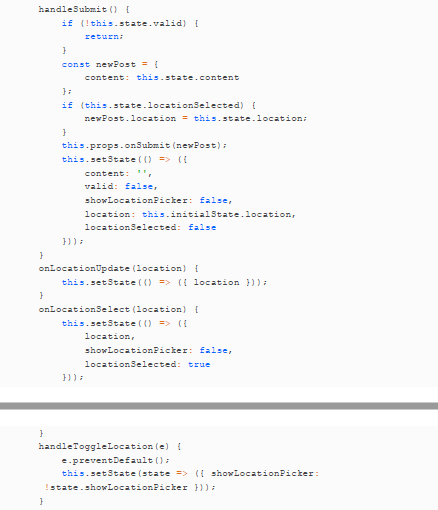 handleSubmit() {
if (!this.state.valid) {
return;
}
const newPost = {
content: this.state.content
};
if (this.state.locationSelected) {
newPost.location = this.state.location;
}
this.props.onSubmit(newPost);
this.setState(() => ({
content: '',
valid: false,
showLocationPicker: false,
location: this.initialState.location,
locationSelected: false
}));
}
onLocationUpdate(location) {
this.setState(() => ({ location }));
}
onLocationSelect(location) {
this.setState(() => ({
location,
showLocationPicker: false,
locationSelected: true
}));
}
handleToggleLocation(e) {
e.preventDefault();
this.setState(state => ({ showLocationPicker:
!state.showLocationPicker }));
}